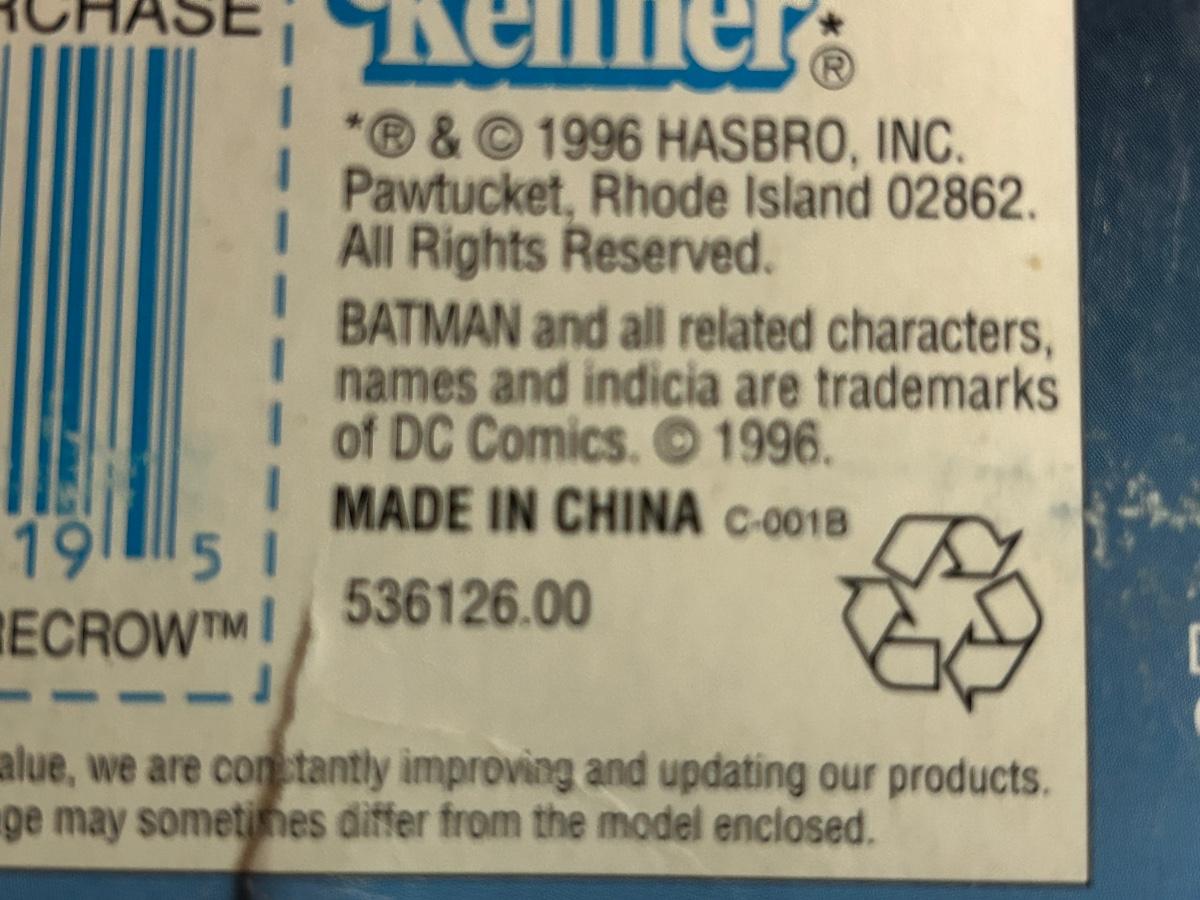 RCHASE
Kenner*®
*® & © 1996 HASBRO, INC.
Pawtucket, Rhode Island 02862.
All Rights Reserved.
BATMAN and all related characters,
names and indicia are trademarks
of DC Comics. © 1996.
MADE IN CHINA C-001B
19 5
536126.00
RECROW™
alue, we are constantly improving and updating our products.
ge may sometimes differ from the model enclosed.